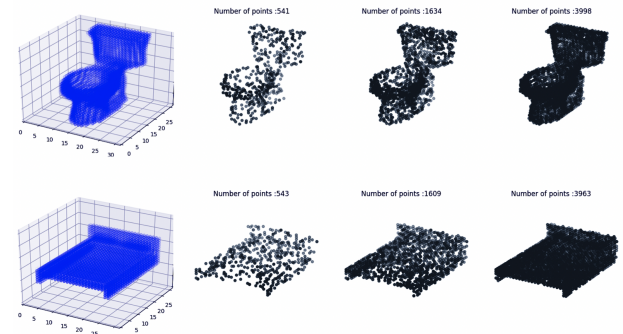 Number of points :541
Number of points :1634
Number of points :3998
0 5 10 15 20 25 30
0 5 10 15 20 25
Number of points :543
Number of points :1609
Number of points :3963
0 5 10 15 20 25 30
5 10 15 20 25